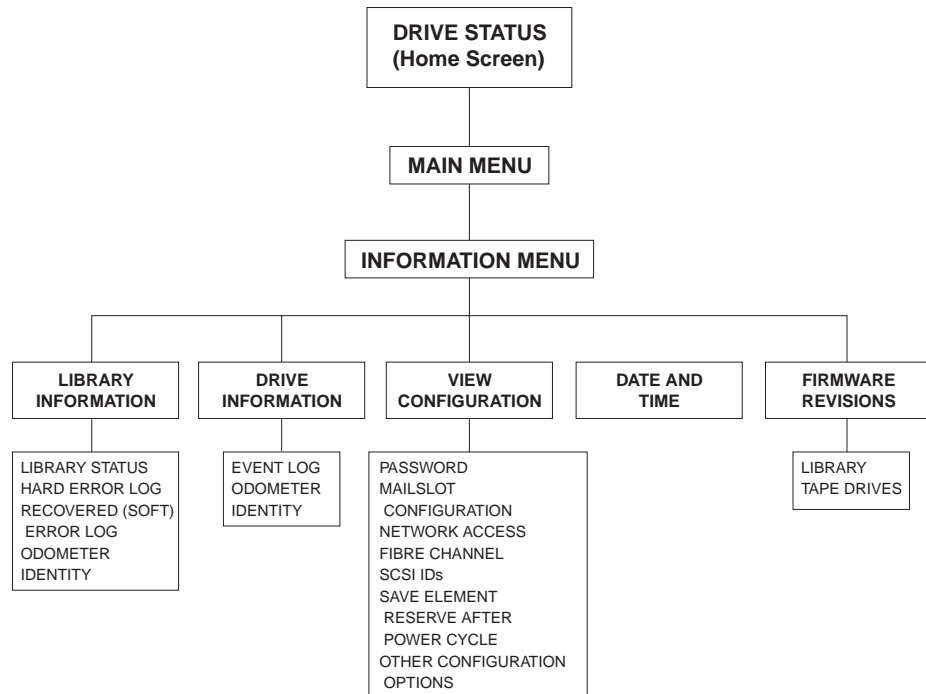 DRIVE STATUS
(Home Screen)
MAIN MENU
INFORMATION MENU
LIBRARY
INFORMATION
DRIVE
INFORMATION
VIEW
CONFIGURATION
DATE AND
TIME
FIRMWARE
REVISIONS
LIBRARY STATUS
HARD ERROR LOG
RECOVERED (SOFT)
ERROR LOG
ODOMETER
IDENTITY
EVENT LOG
ODOMETER
IDENTITY
PASSWORD
MAILSLOT
CONFIGURATION
NETWORK ACCESS
FIBRE CHANNEL
SCSI IDs
SAVE ELEMENT
RESERVE AFTER
POWER CYCLE
OTHER CONFIGURATION
OPTIONS
LIBRARY
TAPE DRIVES